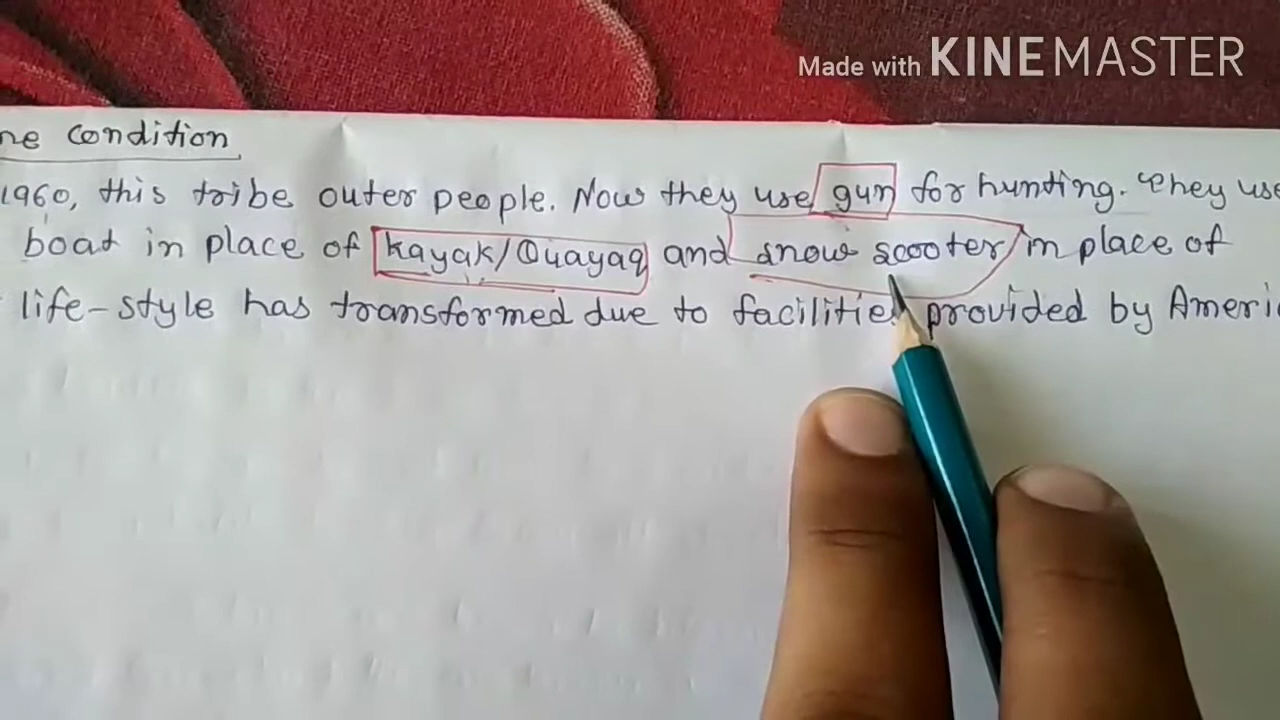 Made with KINEMASTER
ne condition
1960, this tribe outer people. Now they use gun for hunting. They use
boat in place of kayak/Quayaq and snow scooter in place of
life-style has transformed due to facilities provided by Ameri